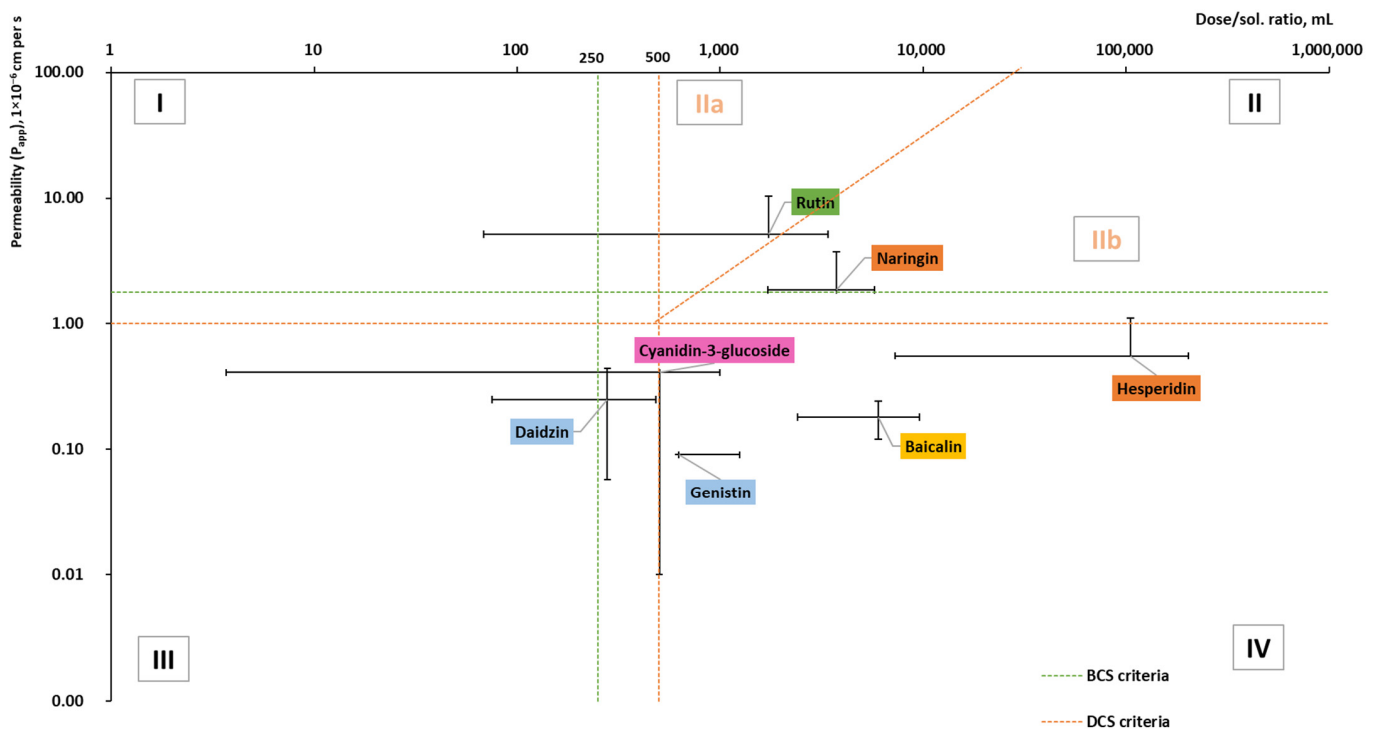 Dose/sol. ratio, mL
1 10 100 250 500 1,000 10,000 100,000 1,000,000
Permeability (Papp), 1×10⁻⁶ cm per s
100.00
I
IIa
II
10.00
Rutin
IIb
Naringin
1.00
Cyanidin-3-glucoside
Hesperidin
Daidzin
0.10
Baicalin
Genistin
0.01
III
IV
BCS criteria
0.00
DCS criteria